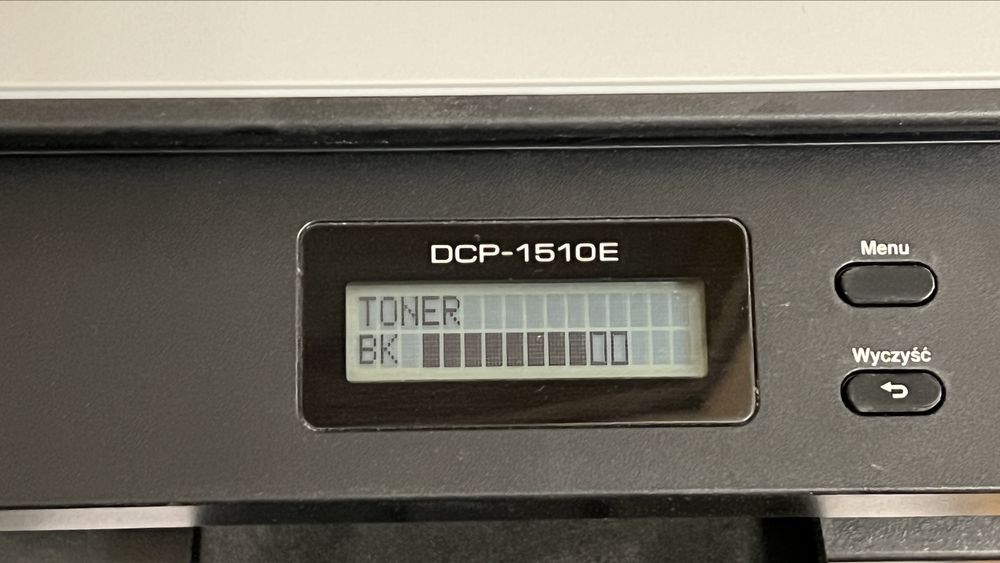 DCP-1510E
TONER
BK
Menu
Wyczyść